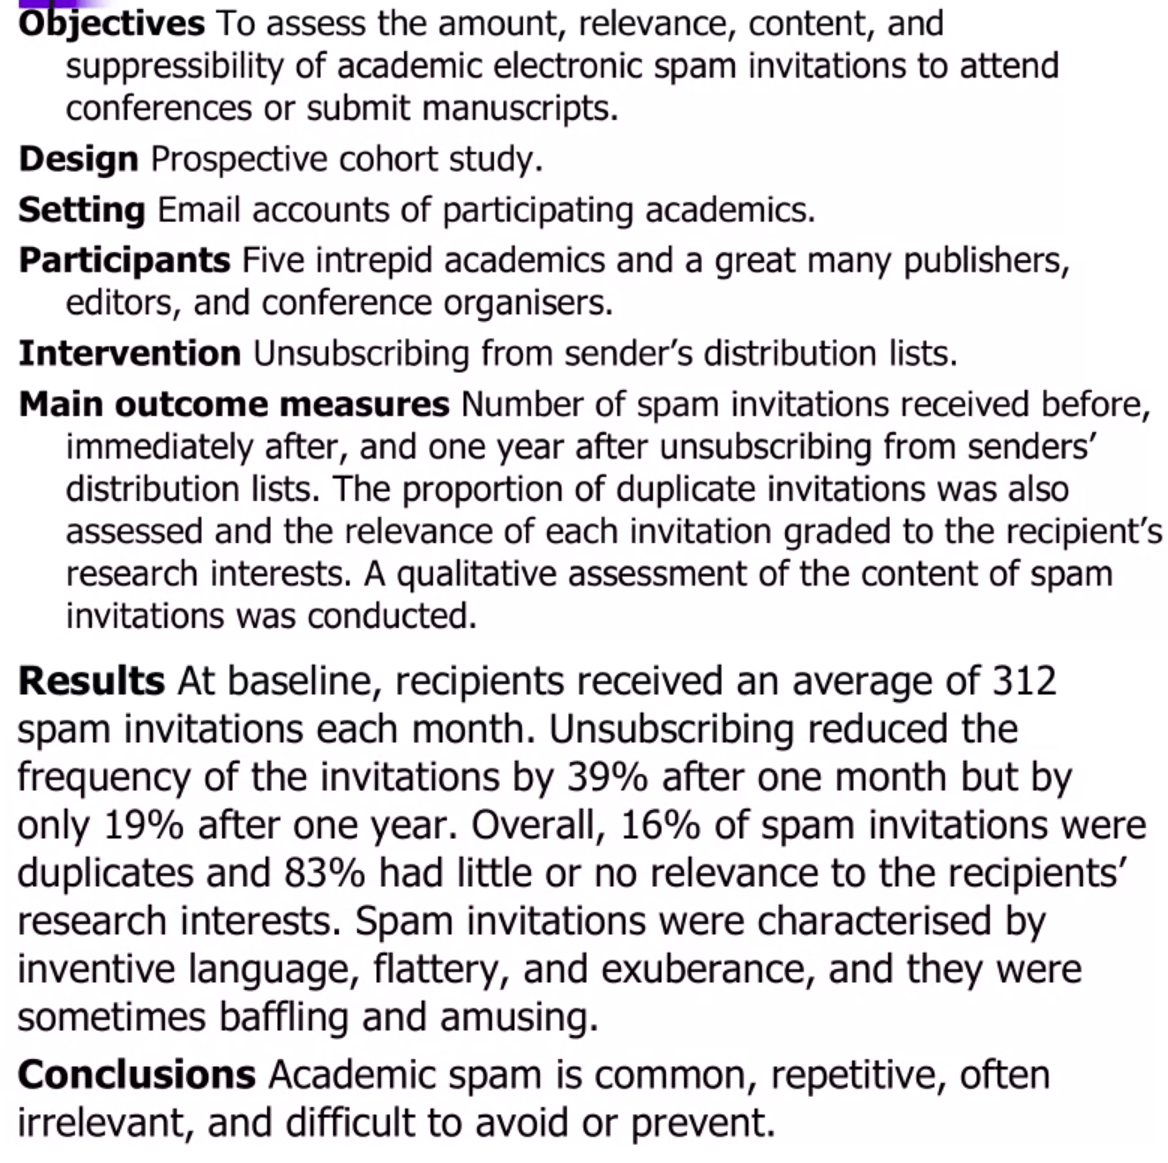 Objectives To assess the amount, relevance, content, and
suppressibility of academic electronic spam invitations to attend
conferences or submit manuscripts.
Design Prospective cohort study.
Setting Email accounts of participating academics.
Participants Five intrepid academics and a great many publishers,
editors, and conference organisers.
Intervention Unsubscribing from sender’s distribution lists.
Main outcome measures Number of spam invitations received before,
immediately after, and one year after unsubscribing from senders’
distribution lists. The proportion of duplicate invitations was also
assessed and the relevance of each invitation graded to the recipient’s
research interests. A qualitative assessment of the content of spam
invitations was conducted.
Results At baseline, recipients received an average of 312
spam invitations each month. Unsubscribing reduced the
frequency of the invitations by 39% after one month but by
only 19% after one year. Overall, 16% of spam invitations were
duplicates and 83% had little or no relevance to the recipients’
research interests. Spam invitations were characterised by
inventive language, flattery, and exuberance, and they were
sometimes baffling and amusing.
Conclusions Academic spam is common, repetitive, often
irrelevant, and difficult to avoid or prevent.